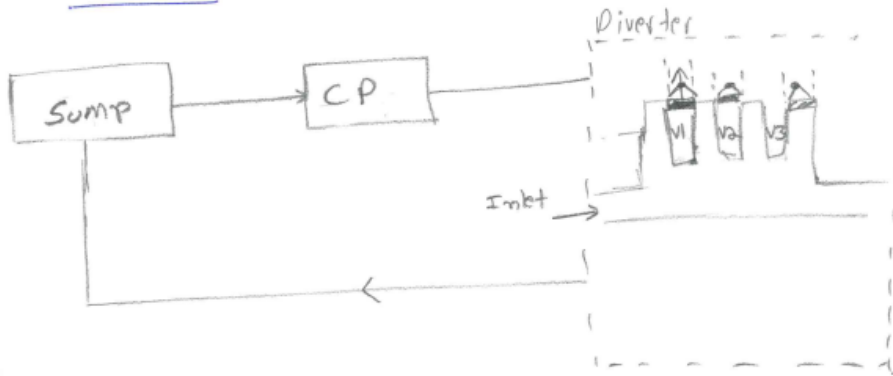 Diverter
Sump
CP
V1
V2
V3
Inlet